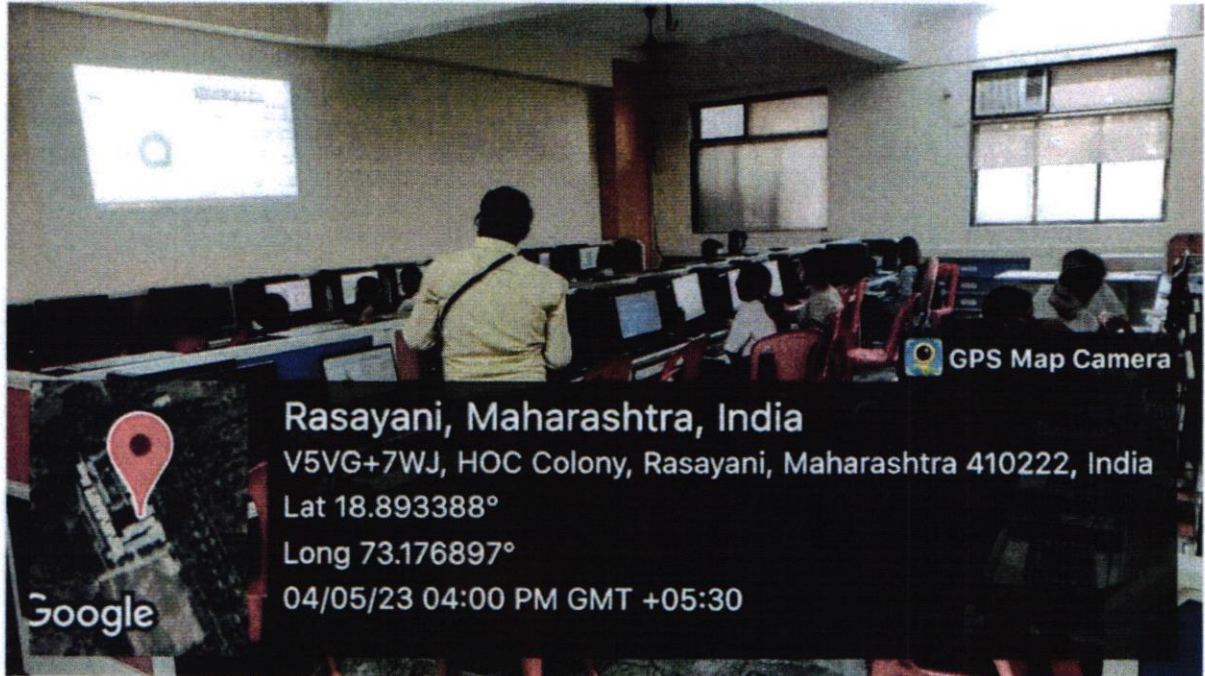 GPS Map Camera
Rasayani, Maharashtra, India
V5VG+7WJ, HOC Colony, Rasayani, Maharashtra 410222, India
Lat 18.893388°
Long 73.176897°
04/05/23 04:00 PM GMT +05:30
Google